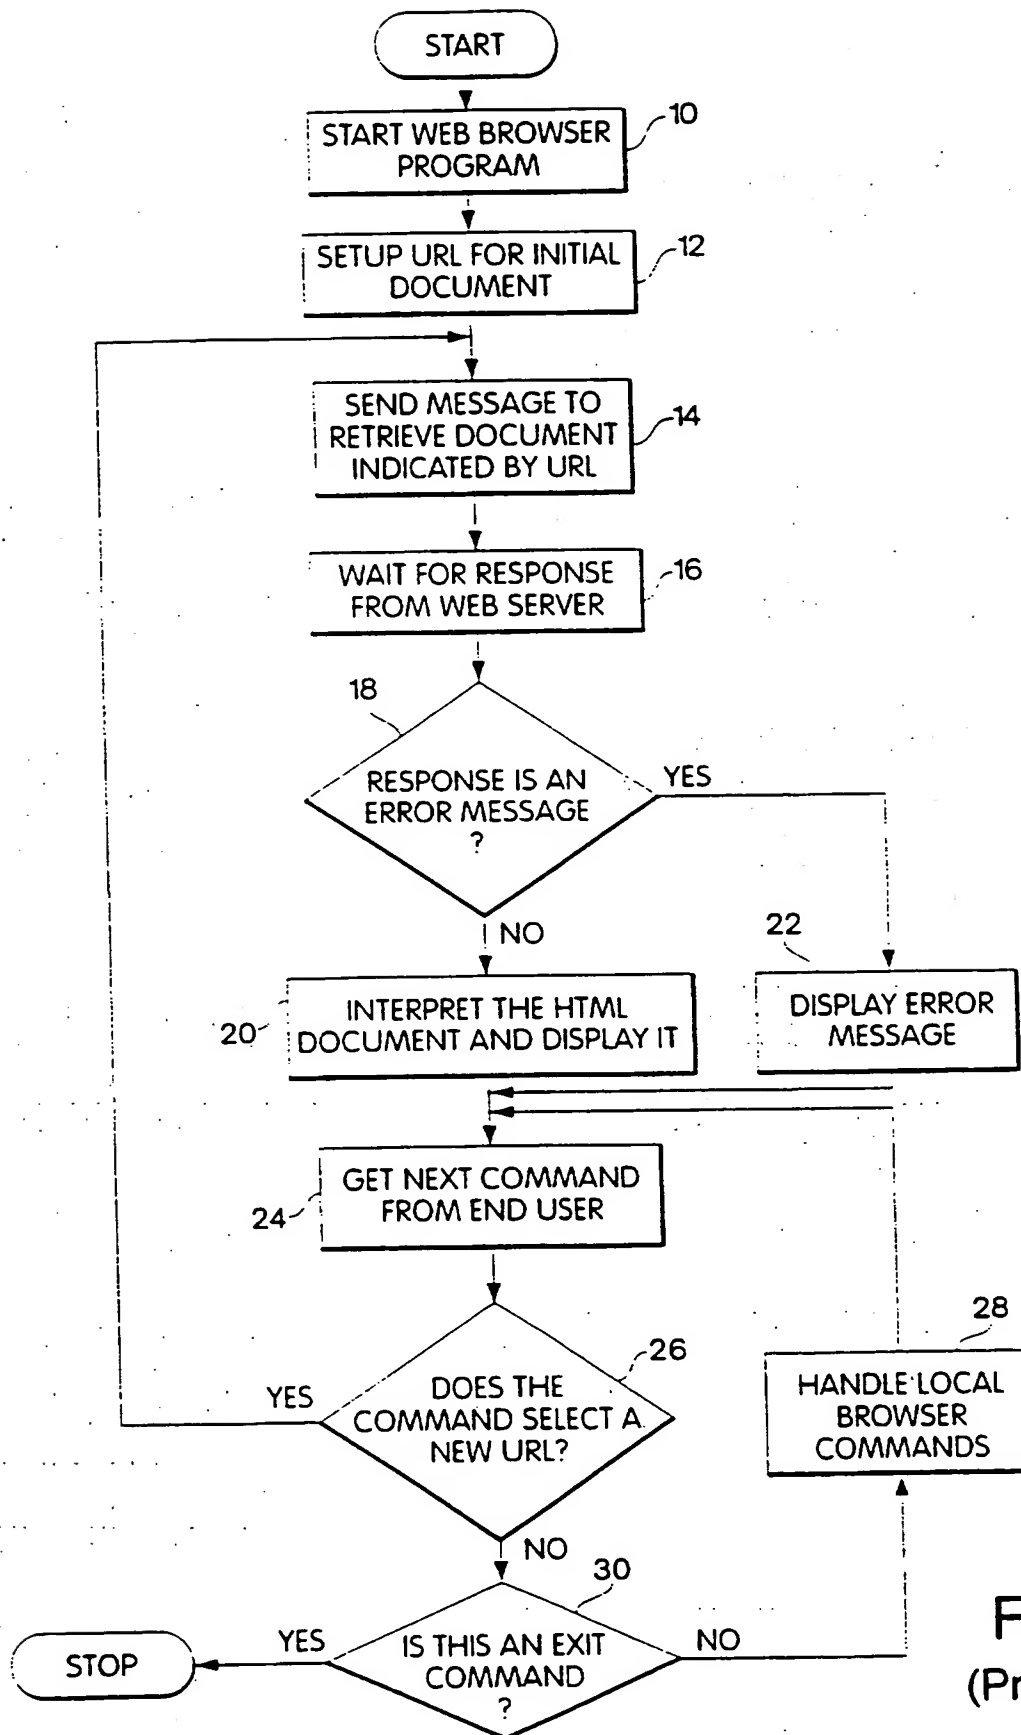 START
START WEB BROWSER
PROGRAM
10
SETUP URL FOR INITIAL
DOCUMENT
12
SEND MESSAGE TO
RETRIEVE DOCUMENT
INDICATED BY URL
14
WAIT FOR RESPONSE
FROM WEB SERVER
16
18
RESPONSE IS AN
ERROR MESSAGE
?
YES
NO
22
20
INTERPRET THE HTML
DOCUMENT AND DISPLAY IT
DISPLAY ERROR
MESSAGE
24
GET NEXT COMMAND
FROM END USER
26
YES
DOES THE
COMMAND SELECT A
NEW URL?
28
HANDLE LOCAL
BROWSER
COMMANDS
NO
30
YES
IS THIS AN EXIT
COMMAND
?
NO
STOP
F
(Pr